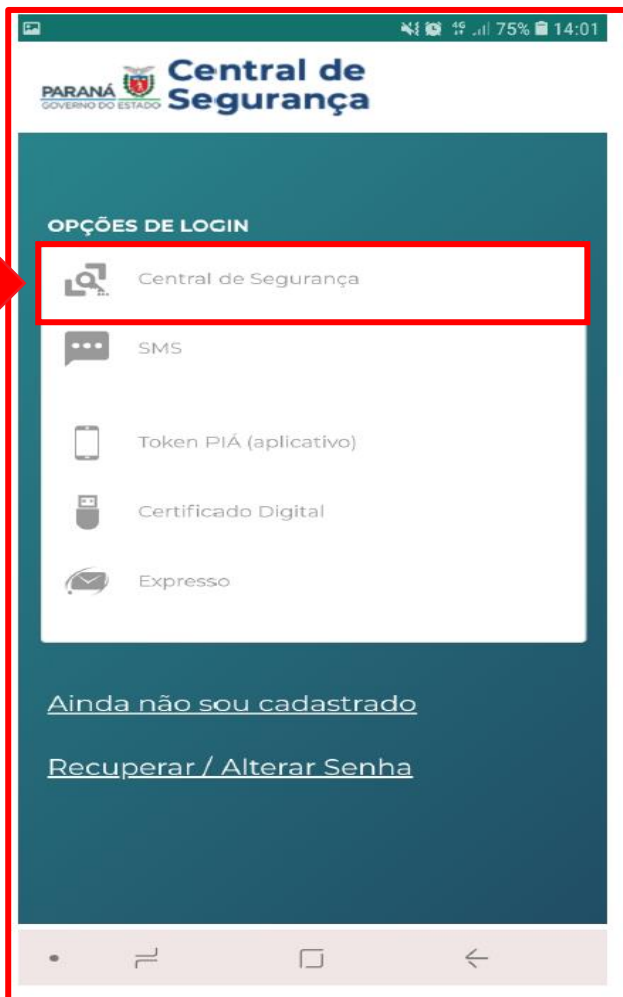 4G 75% 14:01
PARANÁ
GOVERNO DO ESTADO
Central de
Segurança
OPÇÕES DE LOGIN
Central de Segurança
SMS
Token PIÁ (aplicativo)
Certificado Digital
Expresso
Ainda não sou cadastrado
Recuperar / Alterar Senha